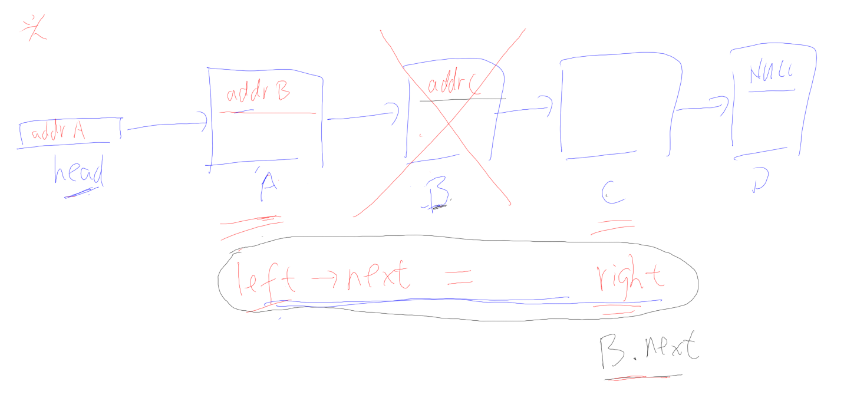 addr B
addr C
NULL
addr A
head
A
B
C
D
left → next = right
B.next